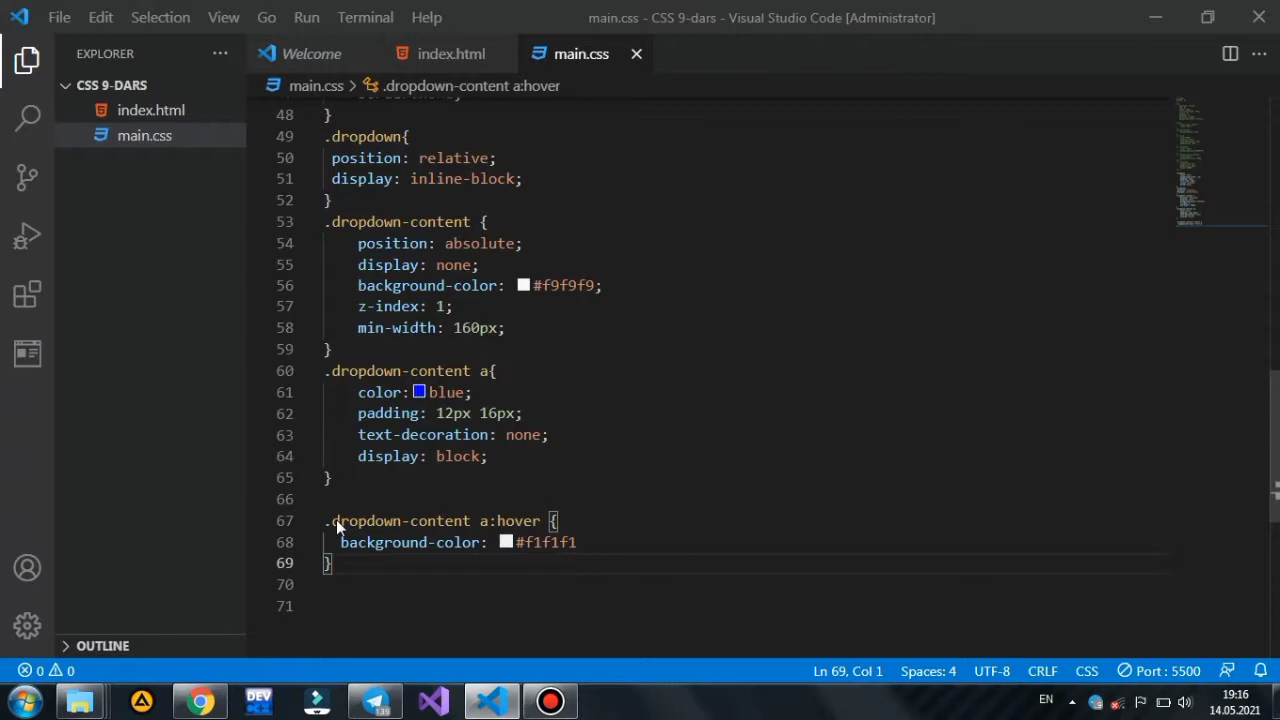 File Edit Selection View Go Run Terminal Help main.css - CSS 9-dars - Visual Studio Code [Administrator]
EXPLORER ··· Welcome index.html main.css
CSS 9-DARS
index.html
main.css
main.css > .dropdown-content a:hover
48 }
49 .dropdown{
50 position: relative;
51 display: inline-block;
52 }
53 .dropdown-content {
54 position: absolute;
55 display: none;
56 background-color: #f9f9f9;
57 z-index: 1;
58 min-width: 160px;
59 }
60 .dropdown-content a{
61 color: blue;
62 padding: 12px 16px;
63 text-decoration: none;
64 display: block;
65 }
66
67 .dropdown-content a:hover {
68 background-color: #f1f1f1
69 }
70
71
OUTLINE
0 0 Ln 69, Col 1 Spaces: 4 UTF-8 CRLF CSS Port : 5500
DEV 139 EN 19:16
14.05.2021